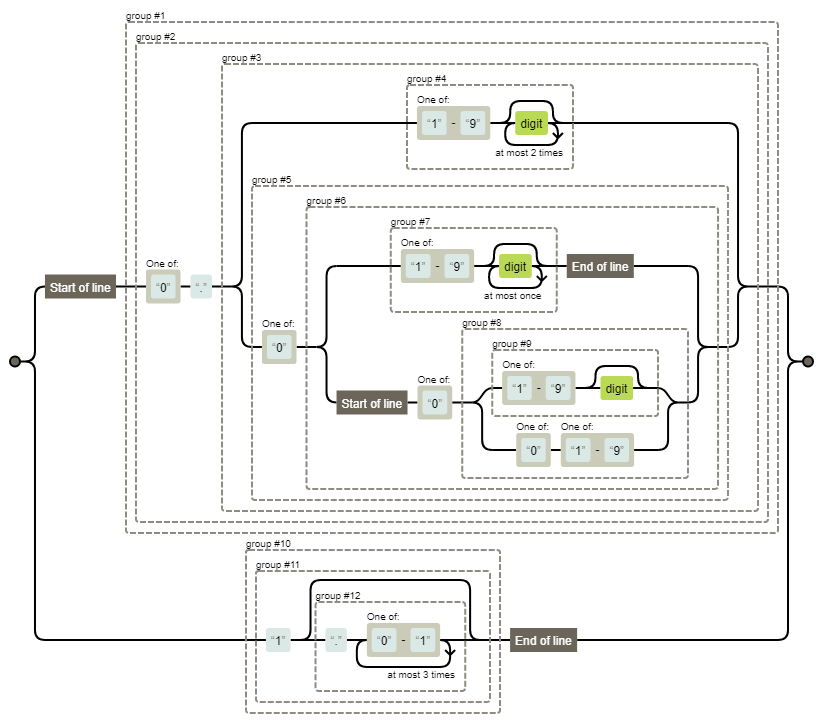 group #1
group #2
group #3
group #4
One of:
“1” - “9” digit
at most 2 times
group #5
group #6
group #7
One of:
“1” - “9” digit End of line
at most once
One of:
Start of line “0” “.”
One of:
“0”
group #8
group #9
One of:
“1” - “9” digit
One of:
Start of line “0”
One of: One of:
“0” “1” - “9”
group #10
group #11
group #12
One of:
“1” “.” “0” - “1” End of line
at most 3 times